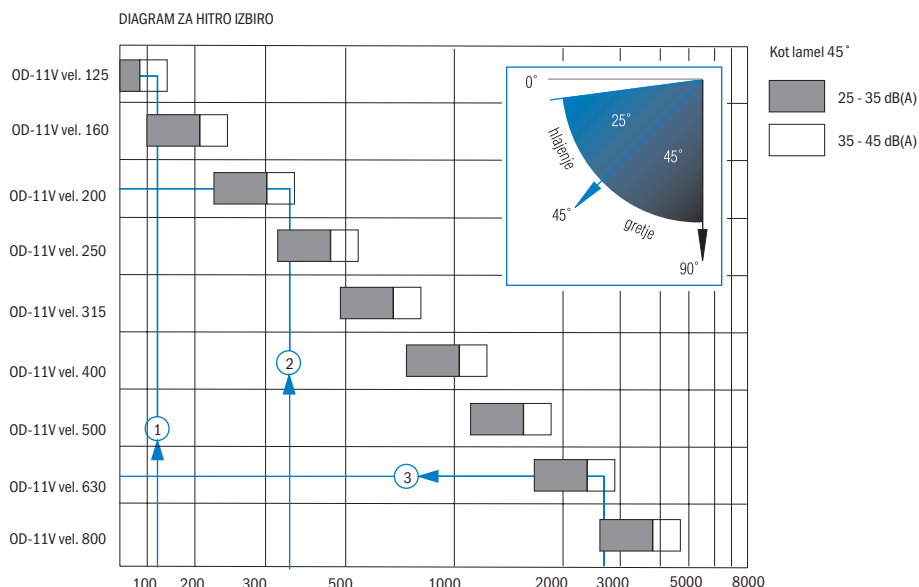 DIAGRAM ZA HITRO IZBIRO
Kot lamel 45˚
25 - 35 dB(A)
35 - 45 dB(A)
OD-11V vel. 125
OD-11V vel. 160
OD-11V vel. 200
OD-11V vel. 250
OD-11V vel. 315
OD-11V vel. 400
OD-11V vel. 500
OD-11V vel. 630
OD-11V vel. 800
0˚
25˚
45˚
hlajenje
45˚
gretje
90˚
2
1
3
100 200 300 500 1000 2000 3000 5000 8000